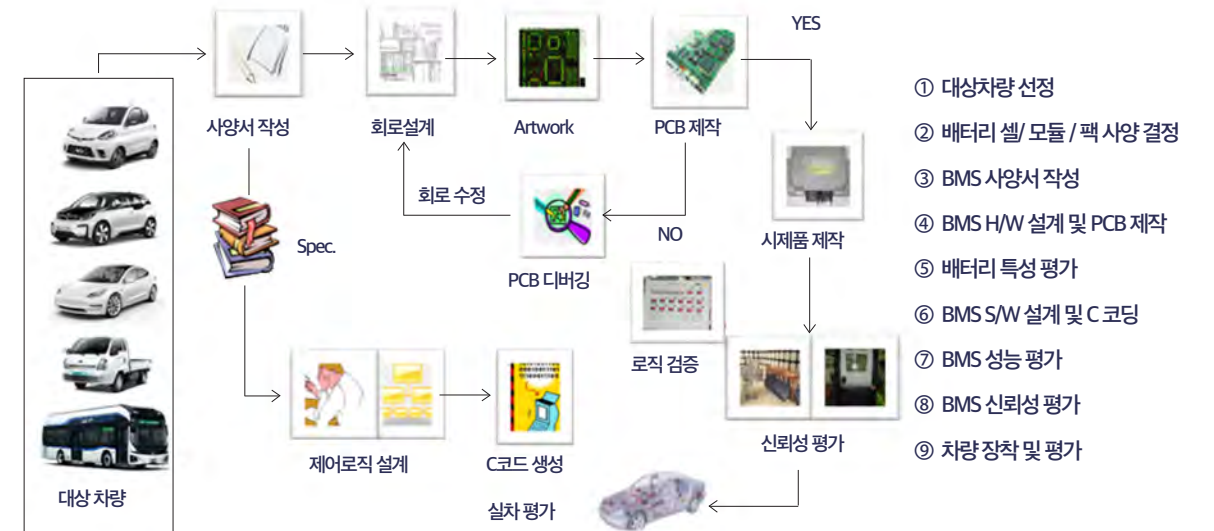 YES
사양서 작성
회로설계
Artwork
PCB 제작
회로 수정
Spec.
NO
PCB 디버깅
시제품 제작
로직 검증
제어로직 설계
C코드 생성
신뢰성 평가
실차 평가
대상 차량
① 대상차량 선정
② 배터리 셀/ 모듈 / 팩 사양 결정
③ BMS 사양서 작성
④ BMS H/W 설계 및 PCB 제작
⑤ 배터리 특성 평가
⑥ BMS S/W 설계 및 C 코딩
⑦ BMS 성능 평가
⑧ BMS 신뢰성 평가
⑨ 차량 장착 및 평가